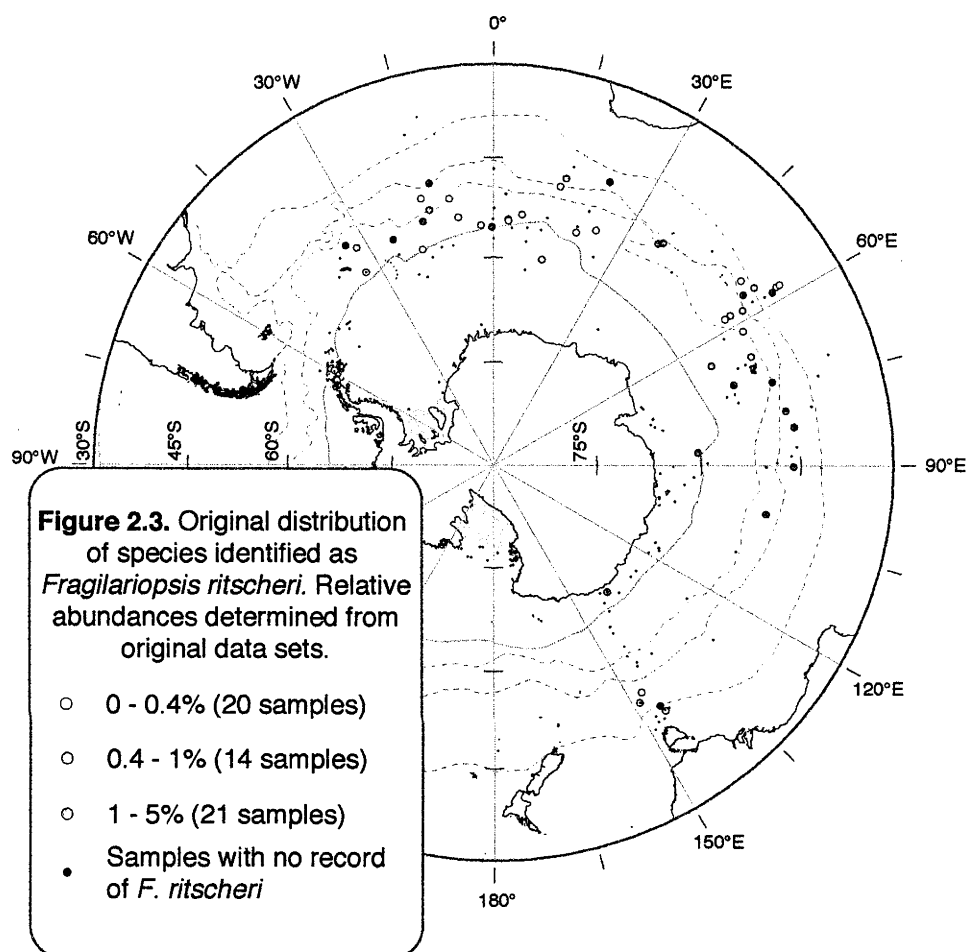 0°
30°W
30°E
60°W
60°E
30°S
45°S
60°S
75°S
90°W
90°E
120°E
150°E
180°
Figure 2.3. Original distribution
of species identified as
Fragilariopsis ritscheri. Relative
abundances determined from
original data sets.
0 - 0.4% (20 samples)
0.4 - 1% (14 samples)
1 - 5% (21 samples)
Samples with no record
of F. ritscheri